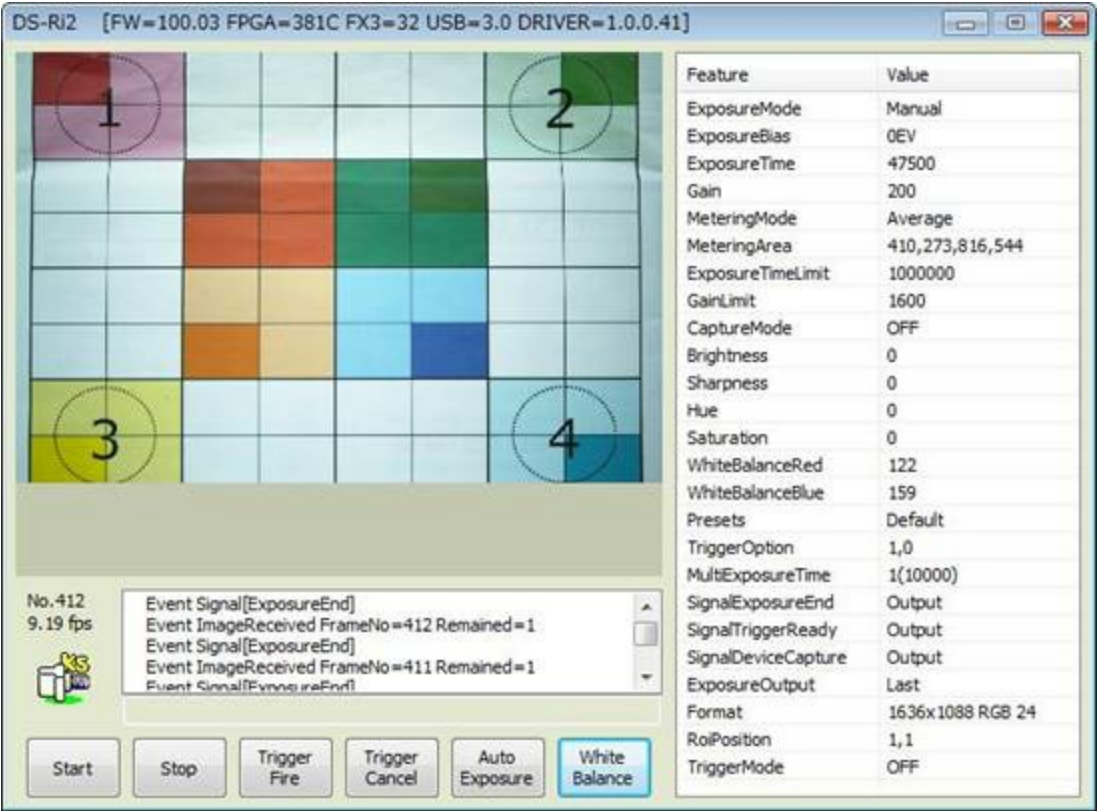 DS-Ri2 [FW=100.03 FPGA=381C FX3=32 USB=3.0 DRIVER=1.0.0.41]
1
2
3
4
No.412
9.19 fps
KS
Event Signal[ExposureEnd]
Event ImageReceived FrameNo=412 Remained=1
Event Signal[ExposureEnd]
Event ImageReceived FrameNo=411 Remained=1
Event Signal[ExposureEnd]
Start
Stop
Trigger
Fire
Trigger
Cancel
Auto
Exposure
White
Balance
Feature Value
ExposureMode Manual
ExposureBias 0EV
ExposureTime 47500
Gain 200
MeteringMode Average
MeteringArea 410,273,816,544
ExposureTimeLimit 1000000
GainLimit 1600
CaptureMode OFF
Brightness 0
Sharpness 0
Hue 0
Saturation 0
WhiteBalanceRed 122
WhiteBalanceBlue 159
Presets Default
TriggerOption 1,0
MultiExposureTime 1(10000)
SignalExposureEnd Output
SignalTriggerReady Output
SignalDeviceCapture Output
ExposureOutput Last
Format 1636x1088 RGB 24
RoiPosition 1,1
TriggerMode OFF